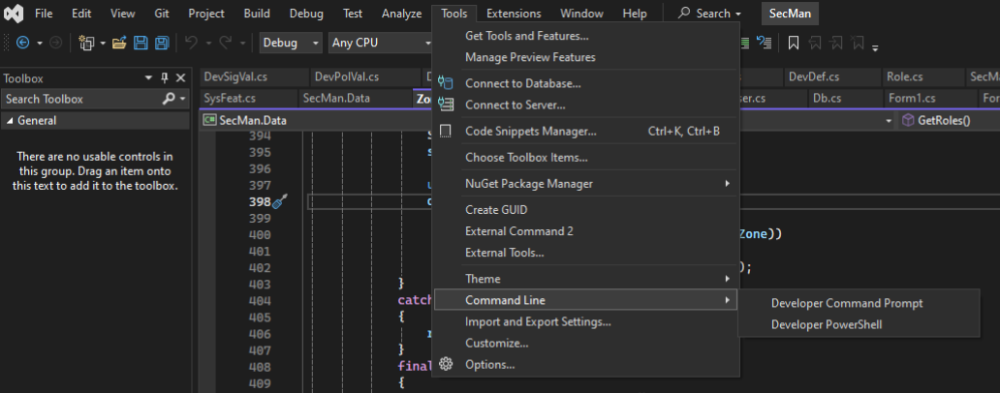 File Edit View Git Project Build Debug Test Analyze Tools Extensions Window Help Search SecMan
Debug Any CPU
Toolbox
Search Toolbox
General
There are no usable controls in
this group. Drag an item onto
this text to add it to the toolbox.
DevSigVal.cs DevPolVal.cs D DevDef.cs Role.cs SecMa
SysFeat.cs SecMan.Data Zon ser.cs Db.cs Form1.cs For
SecMan.Data GetRoles()
394 S
395 s
396
397 u
398
399
400 Zone))
401
402 );
403 }
404 catch
405 {
406 r
407 }
408 final
409 {
Get Tools and Features...
Manage Preview Features
Connect to Database...
Connect to Server...
Code Snippets Manager... Ctrl+K, Ctrl+B
Choose Toolbox Items...
NuGet Package Manager
Create GUID
External Command 2
External Tools...
Theme
Command Line
Import and Export Settings...
Customize...
Options...
Developer Command Prompt
Developer PowerShell